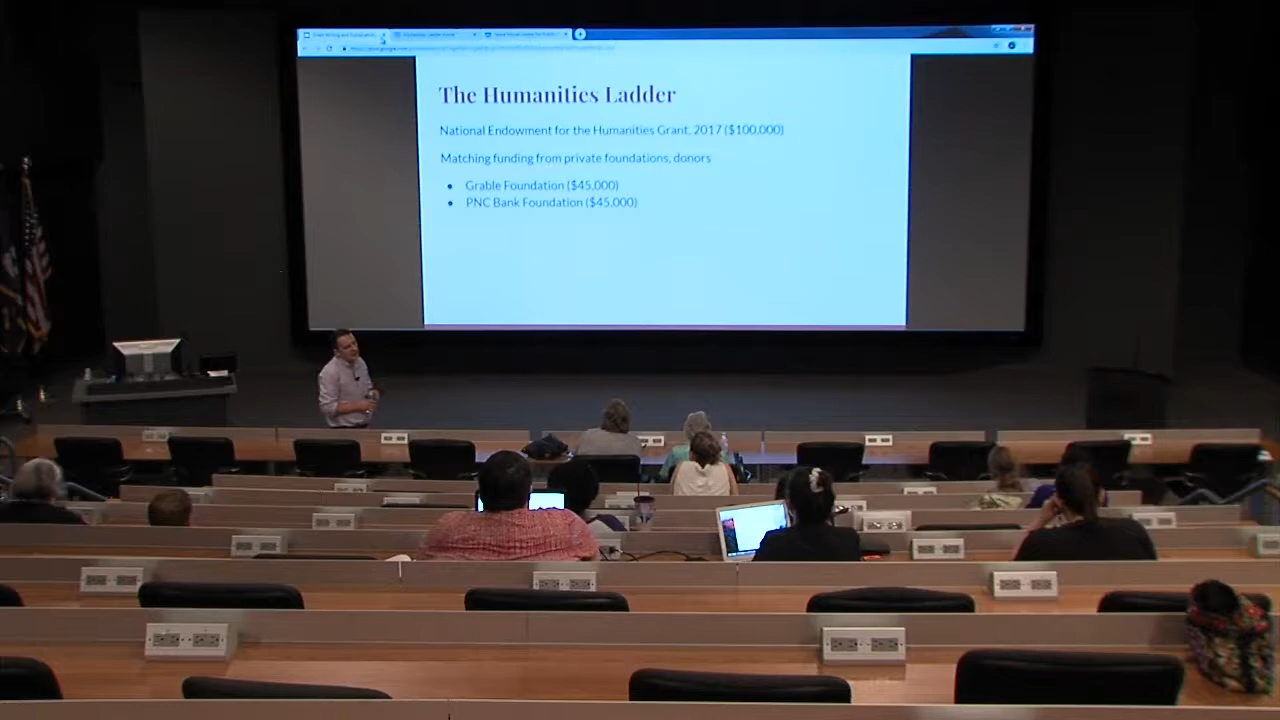 The Humanities Ladder
National Endowment for the Humanities Grant, 2017 ($100,000)
Matching funding from private foundations, donors
● Grable Foundation ($45,000)
● PNC Bank Foundation ($45,000)